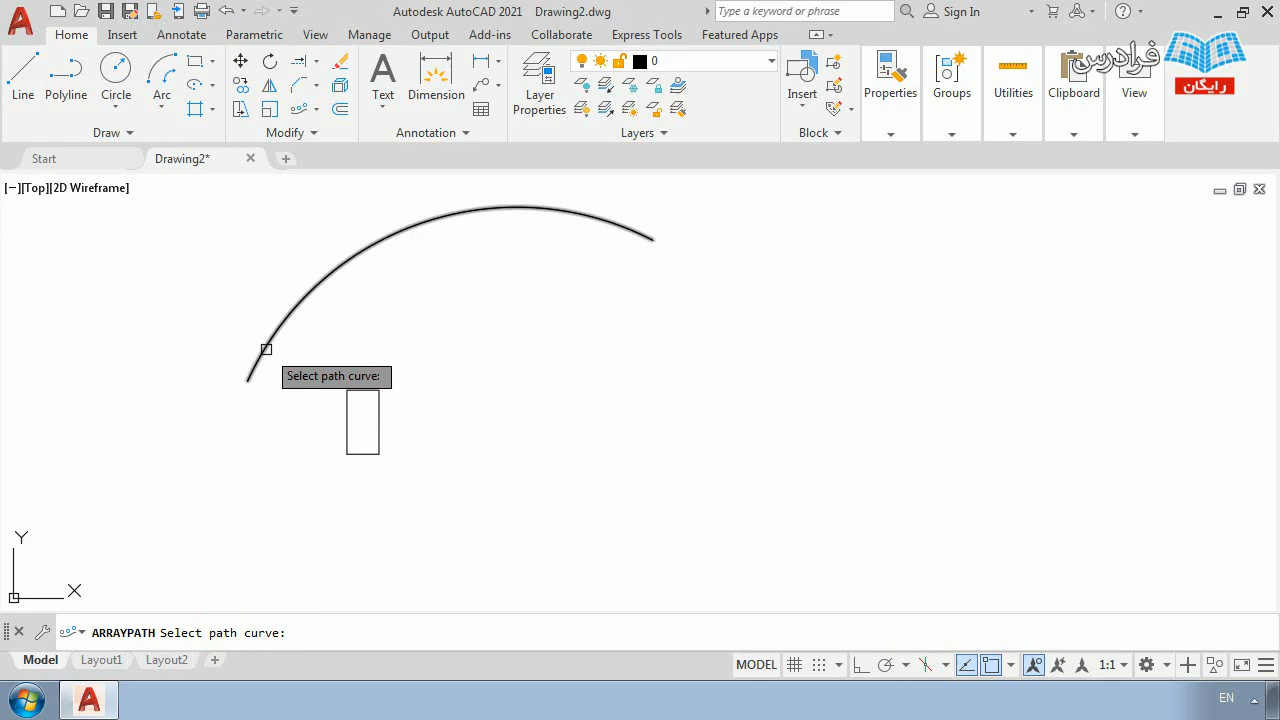 Autodesk AutoCAD 2021 Drawing2.dwg
Type a keyword or phrase
Sign In
Home Insert Annotate Parametric View Manage Output Add-ins Collaborate Express Tools Featured Apps
Line Polyline Circle Arc
Text Dimension
Layer
Properties
0
Insert
Properties Groups Utilities Clipboard View
فرادرس
رایگان
Draw Modify Annotation Layers Block
Start Drawing2*
[−][Top][2D Wireframe]
Select path curve:
Y
X
ARRAYPATH Select path curve:
Model Layout1 Layout2
MODEL 1:1
EN